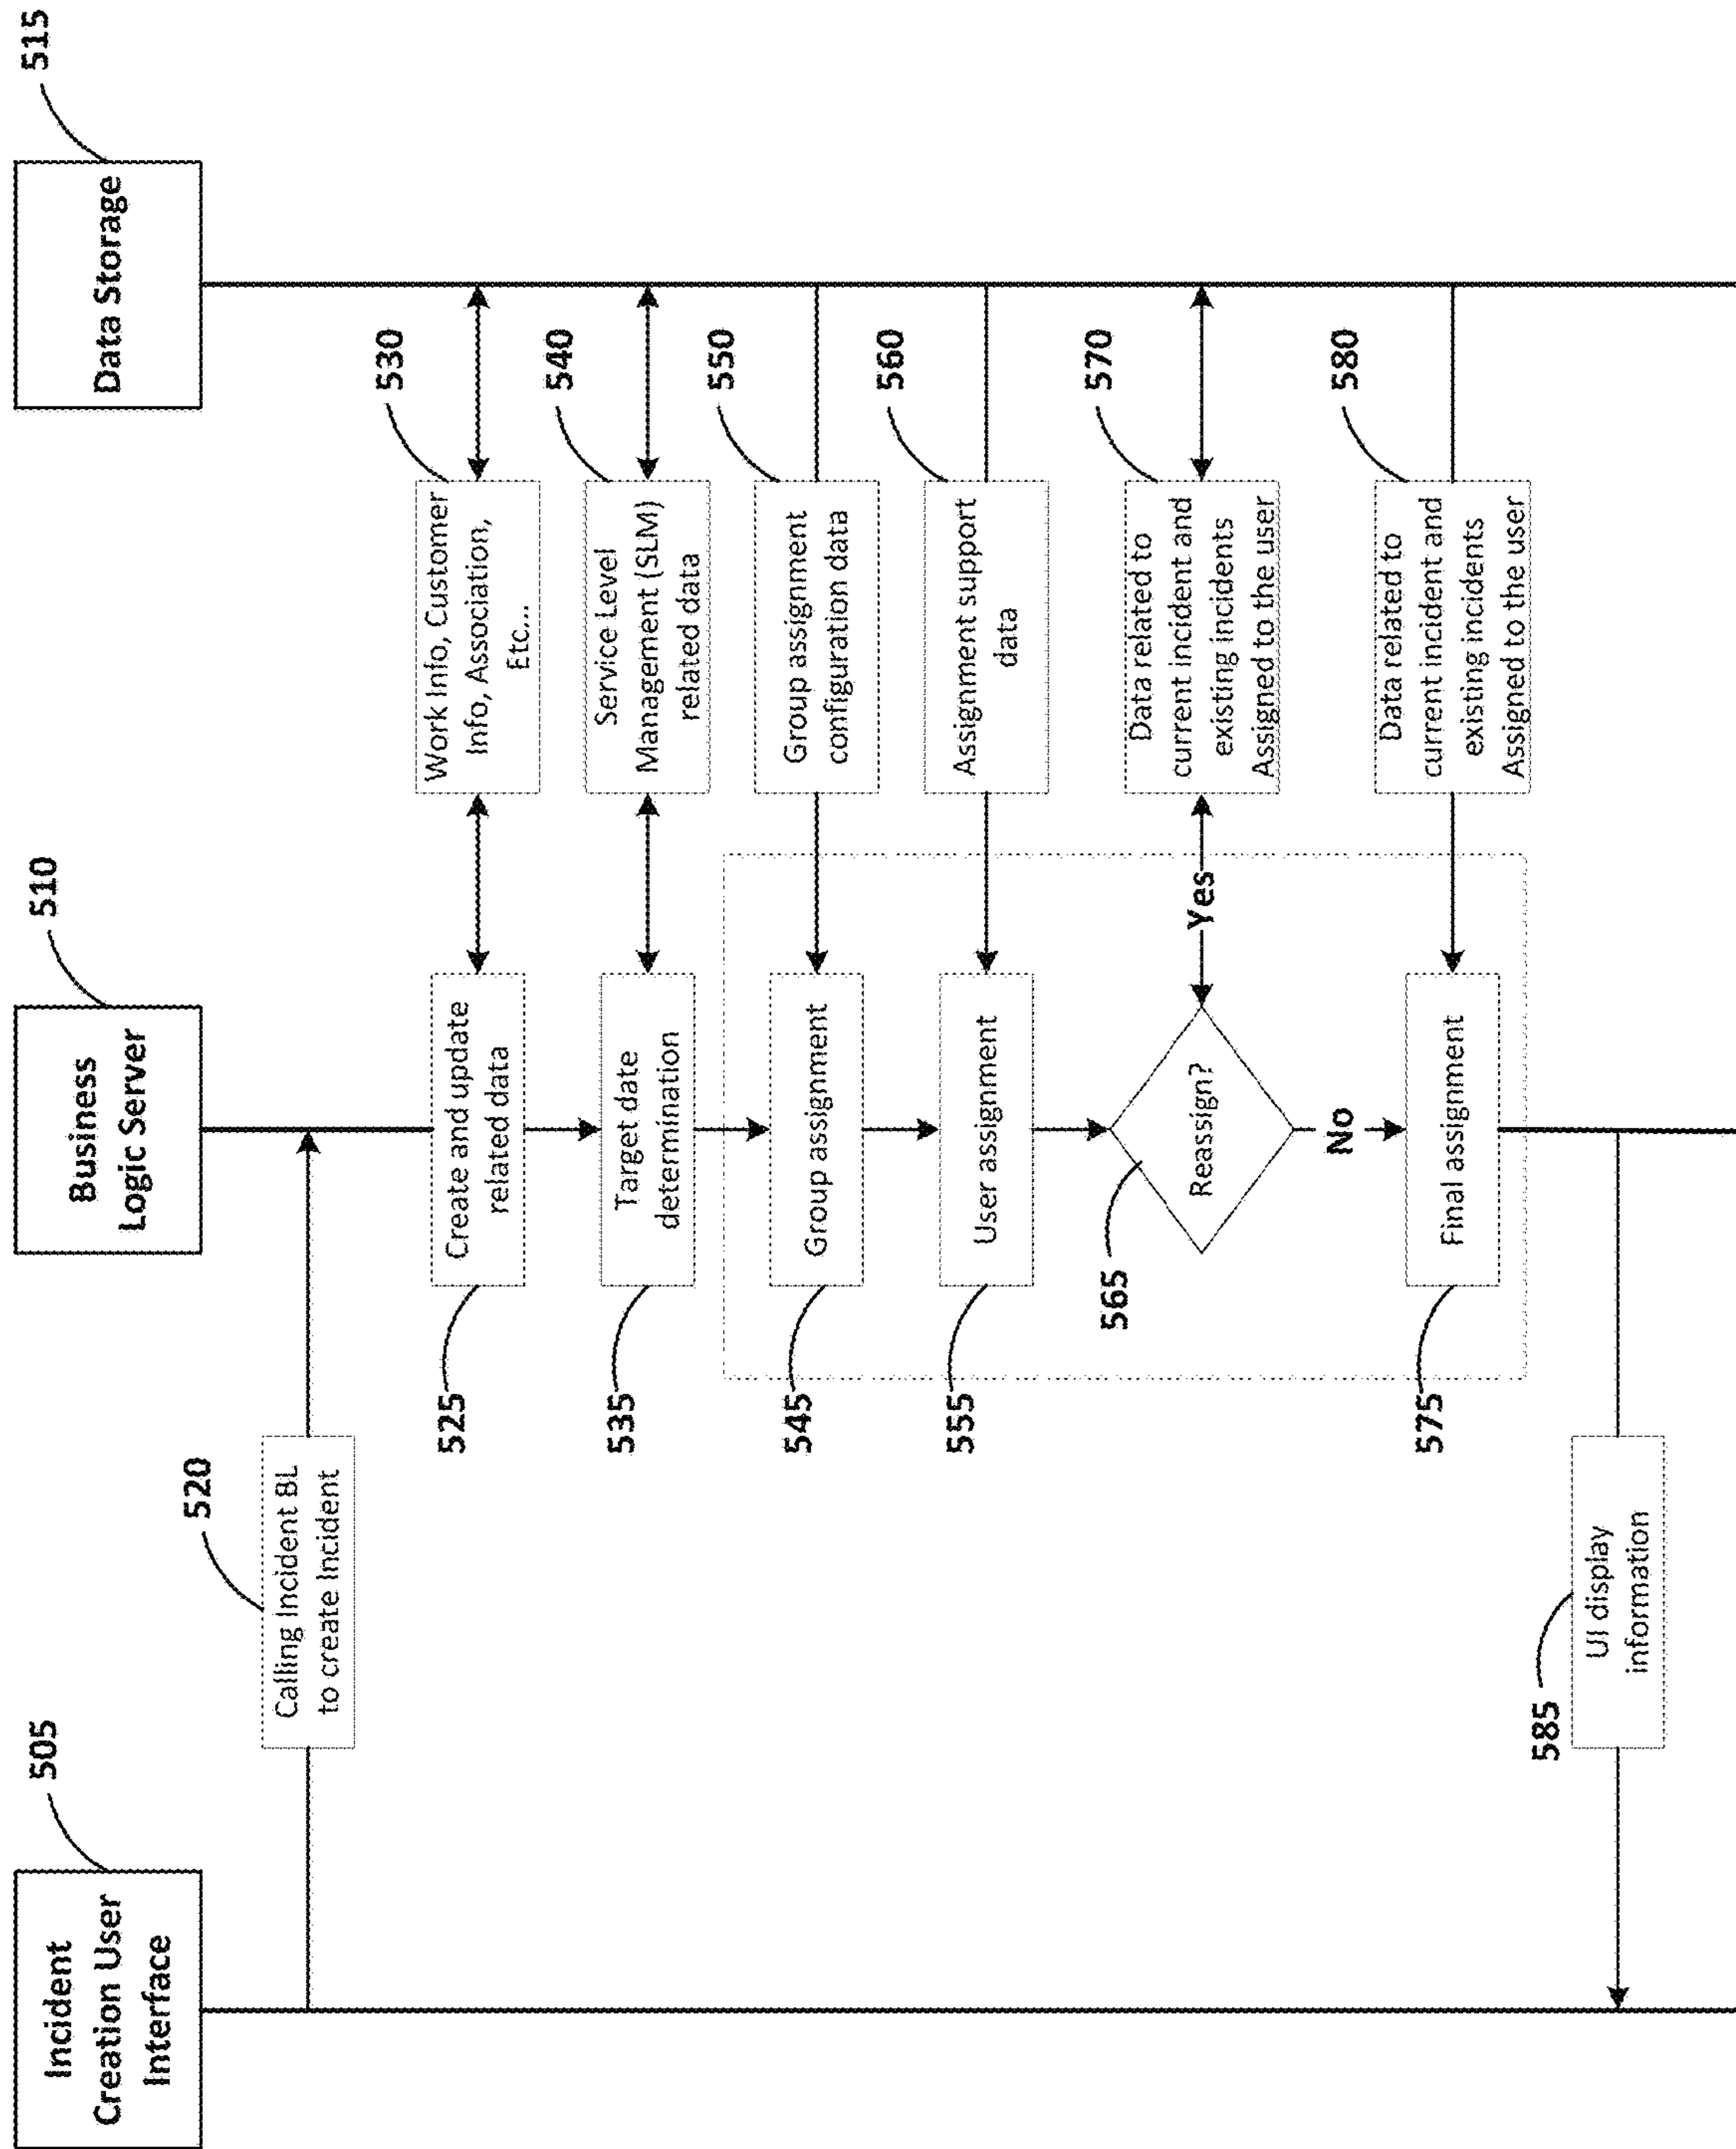 Incident
Creation User
Interface
505
Business
Logic Server
510
Data Storage
515
520
Calling Incident BL
to create Incident
525
Create and update
related data
530
Work Info, Customer
Info, Association,
Etc...
535
Target date
determination
540
Service Level
Management (SLM)
related data
545
Group assignment
550
Group assignment
configuration data
555
User assignment
560
Assignment support
data
565
Reassign?
Yes
570
Data related to
current incident and
existing incidents
Assigned to the user
No
575
Final assignment
580
Data related to
current incident and
existing incidents
Assigned to the user
585
UI display
information